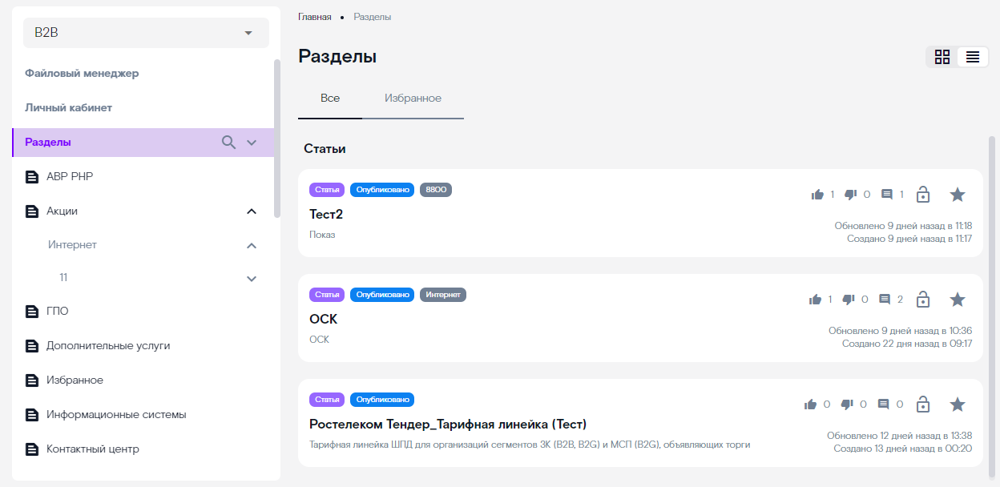 B2B
Файловый менеджер
Личный кабинет
Разделы
АВР РНР
Акции
Интернет
11
ГПО
Дополнительные услуги
Избранное
Информационные системы
Контактный центр
Главная • Разделы
Разделы
Все Избранное
Статьи
Статья Опубликовано 8800 1 0 1
Тест2
Показ
Обновлено 9 дней назад в 11:18
Создано 9 дней назад в 11:17
Статья Опубликовано Интернет 1 0 2
ОСК
ОСК
Обновлено 9 дней назад в 10:36
Создано 22 дня назад в 09:17
Статья Опубликовано 0 0 0
Ростелеком Тендер_Тарифная линейка (Тест)
Тарифная линейка ШПД для организаций сегментов ЗК (B2B, B2G) и МСП (B2G), объявляющих торги
Обновлено 12 дней назад в 13:38
Создано 13 дней назад в 00:20